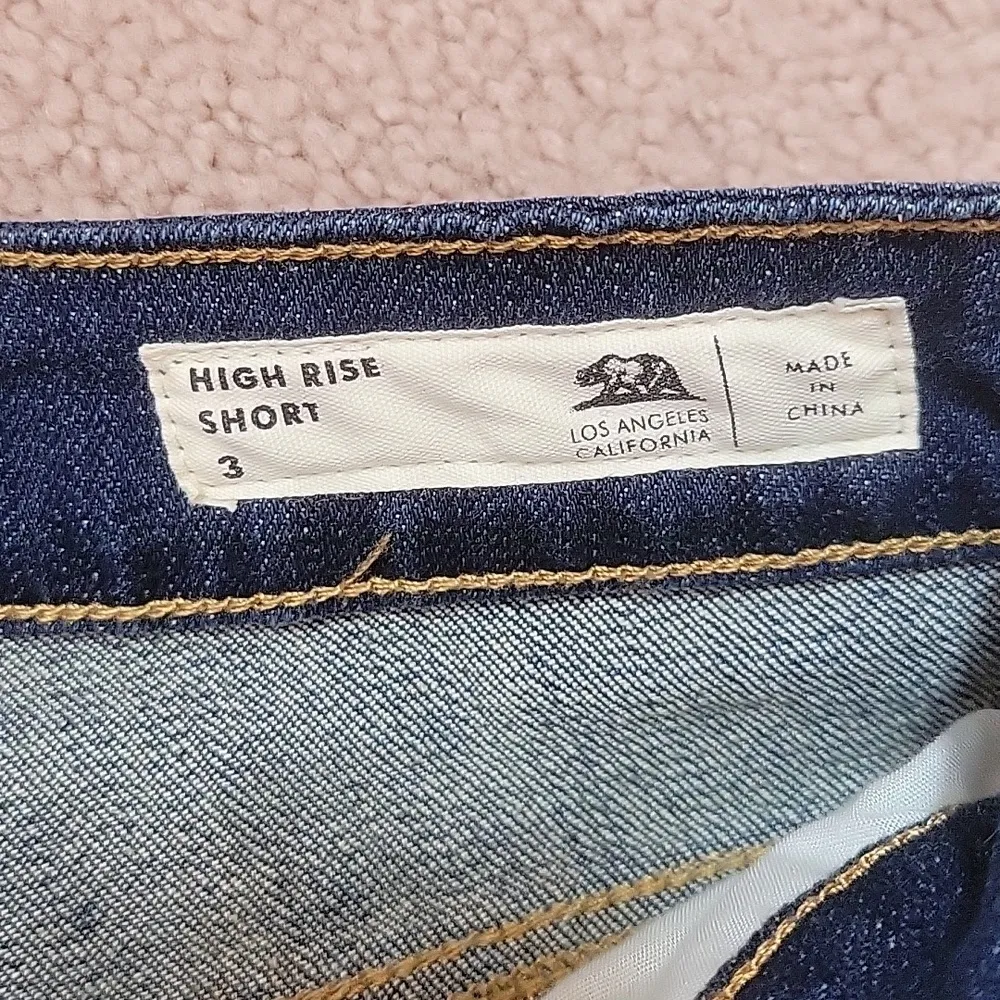 HIGH RISE
SHORT
3
LOS ANGELES
CALIFORNIA
MADE
IN
CHINA